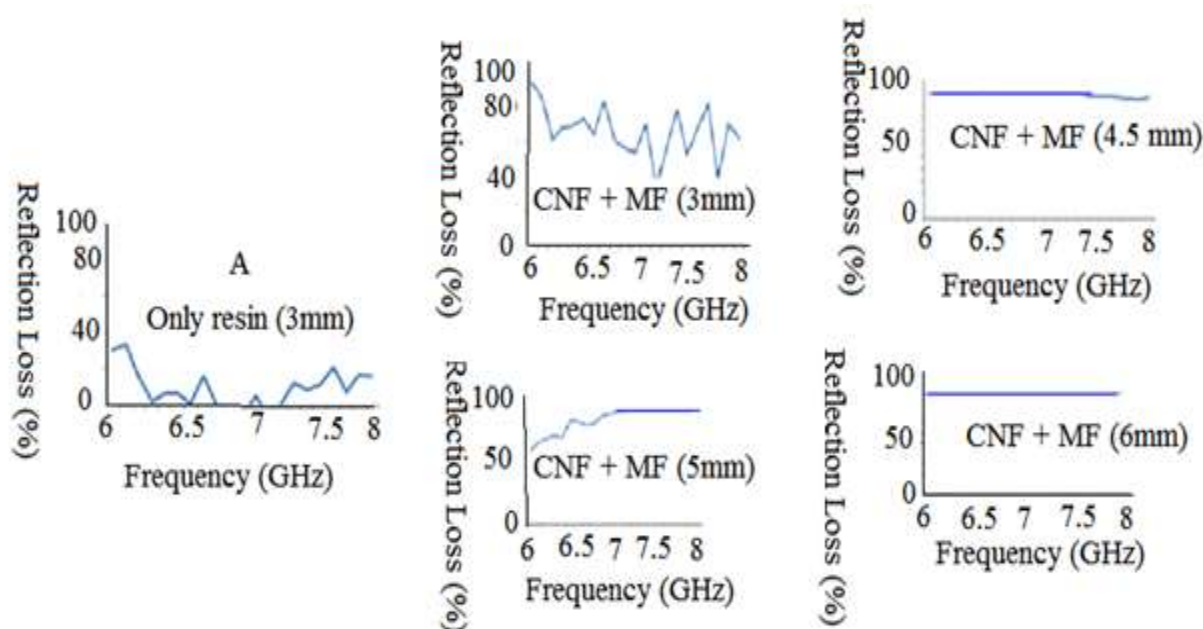 Reflection Loss (%)
100
80
40
0
A
Only resin (3mm)
6
6.5
7
7.5
8
Frequency (GHz)
Reflection Loss (%)
100
80
40
0
CNF + MF (3mm)
6
6.5
7
7.5
8
Frequency (GHz)
Reflection Loss (%)
100
50
0
CNF + MF (4.5 mm)
6
6.5
7
7.5
8
Frequency (GHz)
Reflection Loss (%)
100
50
0
CNF + MF (5mm)
6
6.5
7
7.5
8
Frequency (GHz)
Reflection Loss (%)
100
50
0
CNF + MF (6mm)
6
6.5
7
7.5
8
Frequency (GHz)